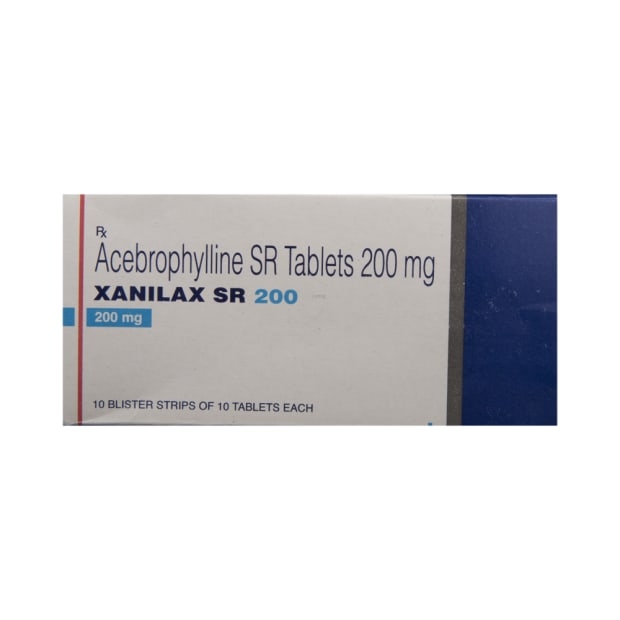 Rx
Acebrophylline SR Tablets 200 mg
XANILAX SR 200
200 mg
10 BLISTER STRIPS OF 10 TABLETS EACH